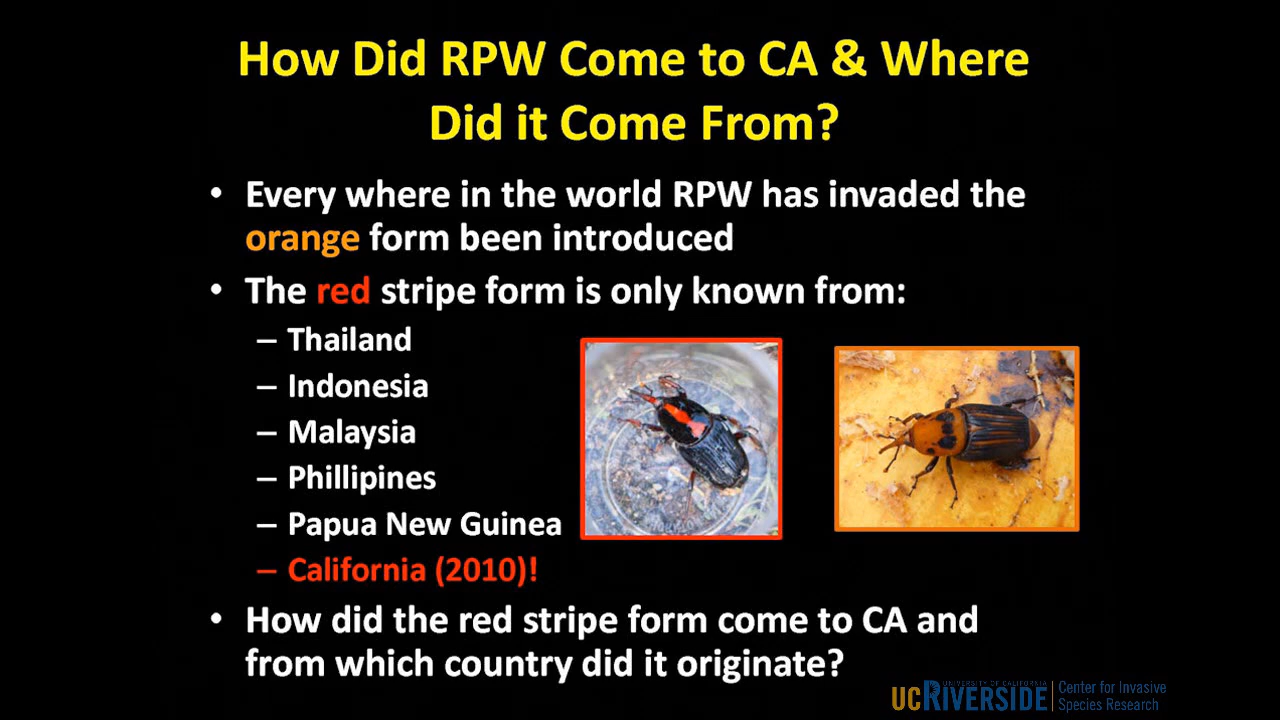 How Did RPW Come to CA & Where
Did it Come From?
• Every where in the world RPW has invaded the
orange form been introduced
• The red stripe form is only known from:
– Thailand
– Indonesia
– Malaysia
– Phillipines
– Papua New Guinea
– California (2010)!
• How did the red stripe form come to CA and
from which country did it originate?
UNIVERSITY OF CALIFORNIA
UCRIVERSIDE
Center for Invasive
Species Research